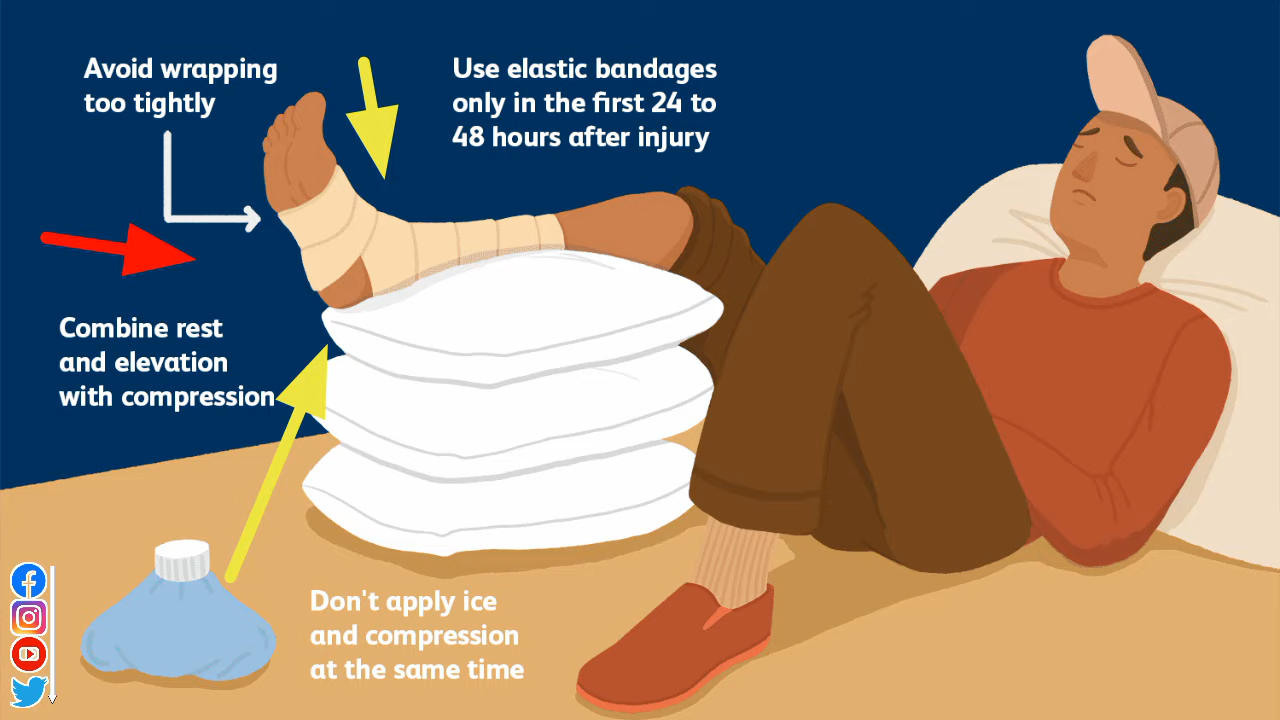 Avoid wrapping
too tightly
Use elastic bandages
only in the first 24 to
48 hours after injury
Combine rest
and elevation
with compression
Don't apply ice
and compression
at the same time